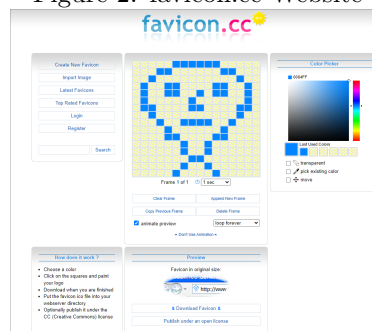 Figure 2: favicon.cc Website
favicon.cc
Create New Favicon
Import Image
Latest Favicons
Top Rated Favicons
Login
Register
Search
Frame 1 of 1
1 sec
Clear Frame
Append New Frame
Copy Previous Frame
Delete Frame
animate preview
loop forever
Don't Use Animation
Color Picker
Last Used Colors
transparent
pick existing color
move
How does it work ?
Choose a color
Click on the squares and paint
your logo
Download when you are finished
Put the favicon ico file into your
webserver directory
Optionally publish it under the
CC (Creative Commons) license
Preview
Favicon in original size:
http://www
Download Favicon
Publish under an open license